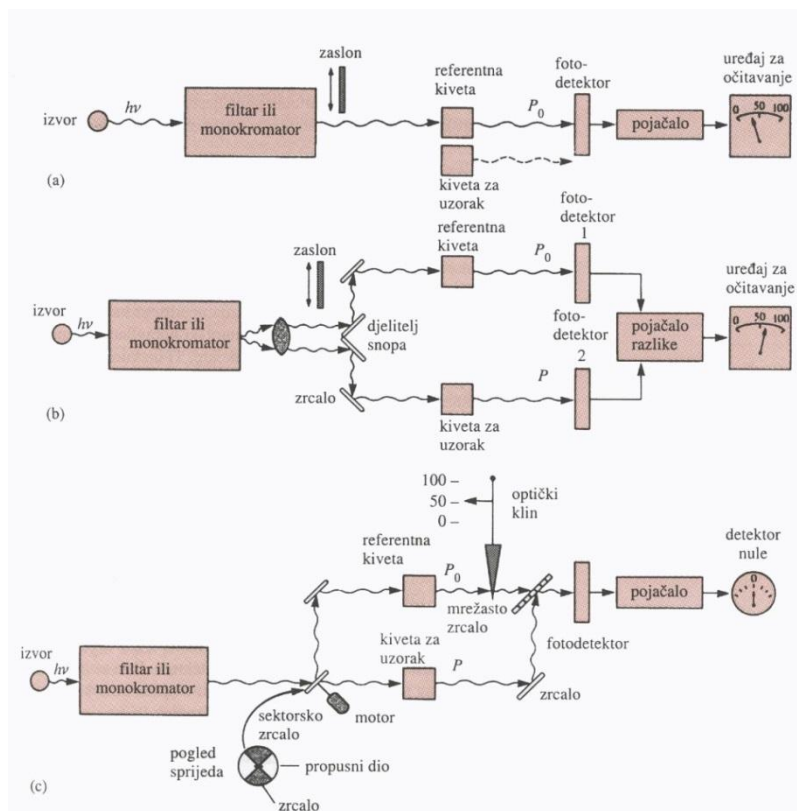 zaslon
izvor
hν
filtar ili
monokromator
referentna
kiveta
P0
foto-
detektor
pojačalo
uređaj za
očitavanje
0 50 100
kiveta za
uzorak
(a)
zaslon
izvor
hν
filtar ili
monokromator
djelitelj
snopa
zrcalo
referentna
kiveta
P0
foto-
detektor
1
foto-
detektor
2
kiveta za
uzorak
P
pojačalo
razlike
uređaj za
očitavanje
0 50 100
(b)
100 –
50 –
0 –
optički
klin
referentna
kiveta
P0
mrežasto
zrcalo
kiveta za
uzorak
P
zrcalo
fotodetektor
pojačalo
detektor
nule
0
izvor
hν
filtar ili
monokromator
sektorsko
zrcalo
motor
pogled
sprijeda
propusni dio
zrcalo
(c)